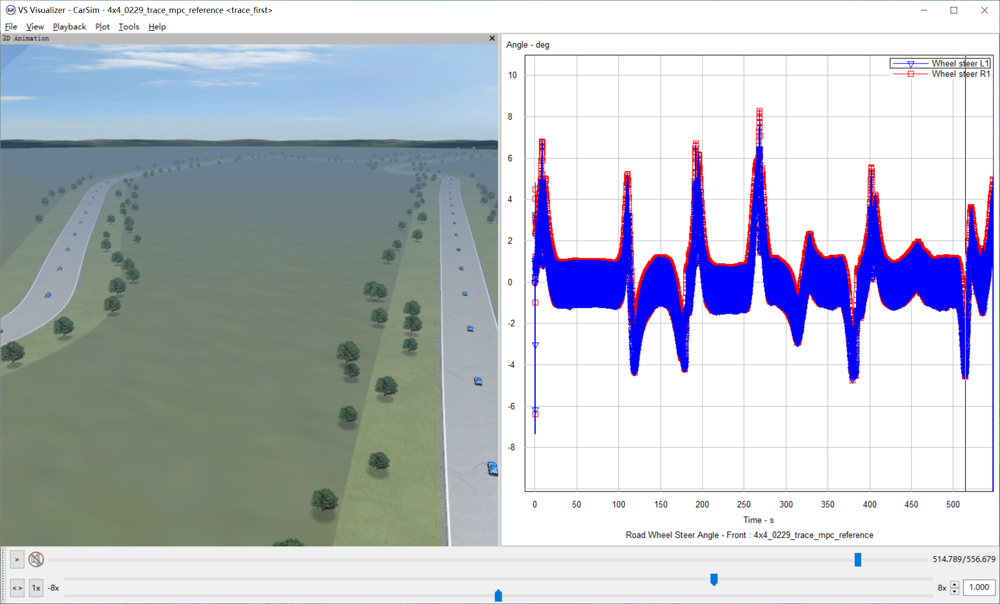 VS Visualizer - CarSim - 4x4_0229_trace_mpc_reference <trace_first>
File View Playback Plot Tools Help
3D Animation
Angle - deg
Wheel steer L1
Wheel steer R1
10
8
6
4
2
0
-2
-4
-6
-8
0 50 100 150 200 250 300 350 400 450 500
Time - s
Road Wheel Steer Angle - Front : 4x4_0229_trace_mpc_reference
> 514.789/556.679
<> 1x -8x 8x 1.000